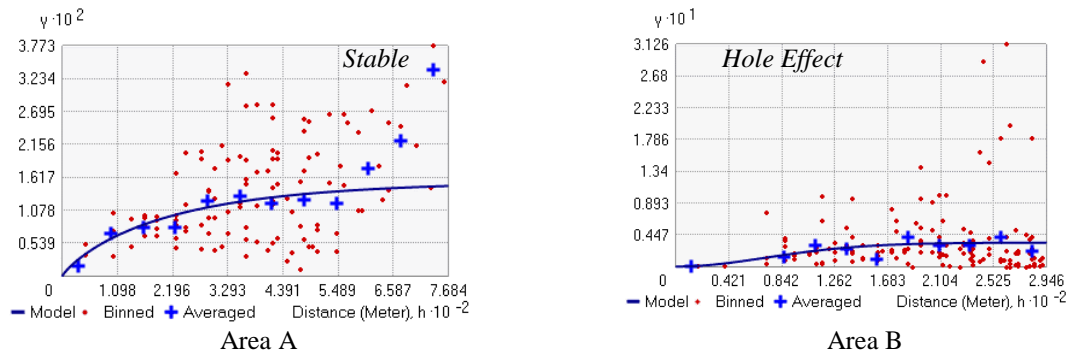 γ·10 2
3.773
3.234
2.695
2.156
1.617
1.078
0.539
0
Stable
1.098 2.196 3.293 4.391 5.489 6.587 7.684
Model Binned Averaged Distance (Meter), h·10 -2
Area A
γ·10 1
3.126
2.68
2.233
1.786
1.34
0.893
0.447
0
Hole Effect
0 0.421 0.842 1.262 1.683 2.104 2.525 2.946
Model Binned Averaged Distance (Meter), h·10 -2
Area B